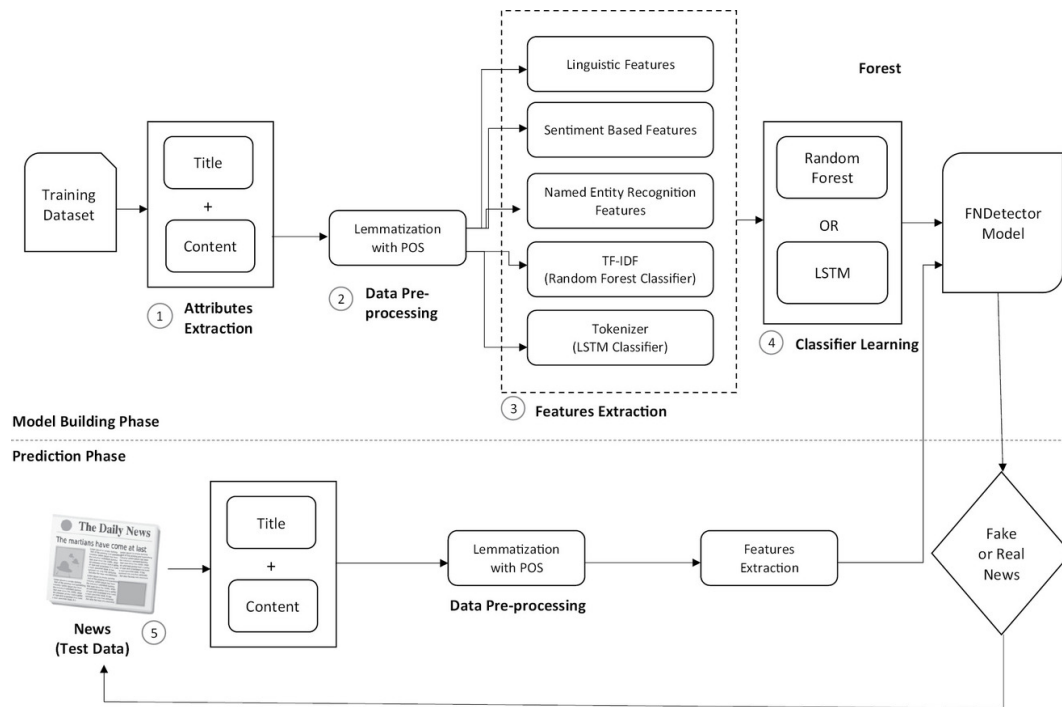 Linguistic Features
Forest
Sentiment Based Features
Training
Dataset
Title
+
Content
Lemmatization
with POS
Named Entity Recognition
Features
TF-IDF
(Random Forest Classifier)
Tokenizer
(LSTM Classifier)
Random
Forest
OR
LSTM
FNDetector
Model
1
Attributes
Extraction
2
Data Pre-
processing
3
Features Extraction
4
Classifier Learning
Model Building Phase
Prediction Phase
The Daily News
The martians have come at last
News
(Test Data)
5
Title
+
Content
Lemmatization
with POS
Data Pre-processing
Features
Extraction
Fake
or Real
News